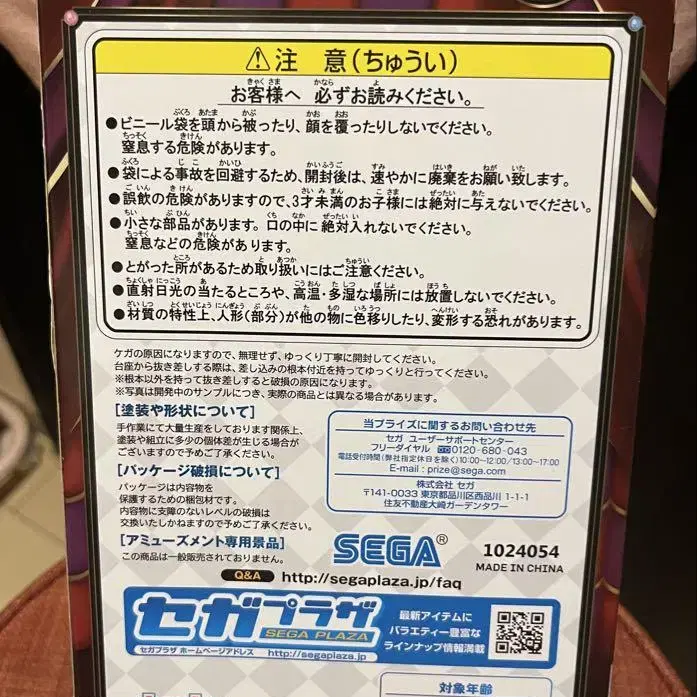 ⚠注 意(ちゅうい)
お客様へ 必ずお読みください。
●ビニール袋を頭から被ったり、顔を覆ったりしないでください。
窒息する危険があります。
●袋による事故を回避するため、開封後は、速やかに廃棄をお願い致します。
●誤飲の危険がありますので、3才未満のお子様には絶対に与えないでください。
●小さな部品があります。口の中に絶対入れないでください。
窒息などの危険があります。
●とがった所があるため取り扱いにはご注意ください。
●直射日光の当たるところや、高温・多湿な場所には放置しないでください。
●材質の特性上、人形(部分)が他の物に色移りしたり、変形する恐れがあります。
ケガの原因になりますので、無理せず、ゆっくり丁寧に開封してください。
台座から抜き差しする際は、差し込みの根本付近を持ってゆっくりと行ってください。
※根本以外を持って抜き差しすると破損の原因になります。
※写真は開発中のサンプルにつき、実際の商品とは異なる場合があります。
[塗装や形状について]
手作業にて大量生産をしております関係上、
塗装や組立に多少の個体差が生じる場合が
ございますので予めご了承ください。
[パッケージ破損について]
パッケージは内容物を
保護するための梱包材です。
内容物に支障のないレベルの破損は
交換いたしかねますので予めご了承ください。
[アミューズメント専用景品]
この商品は一般販売されておりません。
当プライズに関するお問い合わせ先
セガ ユーザーサポートセンター
フリーダイヤル 0120-680-043
電話受付時間(弊社指定休日を除く)10:00~12:00/13:00~17:00
E-mail : prize@sega.com
株式会社 セガ
〒141-0033 東京都品川区西品川 1-1-1
住友不動産大崎ガーデンタワー
SEGA®
1024054
MADE IN CHINA
Q&A http://segaplaza.jp/faq
セガプラザ
SEGA PLAZA
セガプラザ ホームページアドレス http://segaplaza.jp/
最新アイテムに
バラエティー豊富な
ラインナップ情報満載
対象年齢